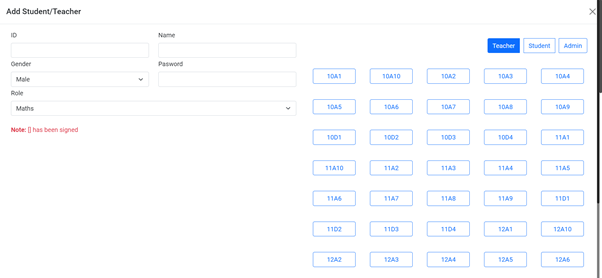 Add Student/Teacher
ID
Name
Gender
Password
Male
Role
Maths
Note: [] has been signed
Teacher Student Admin
10A1 10A10 10A2 10A3 10A4
10A5 10A6 10A7 10A8 10A9
10D1 10D2 10D3 10D4 11A1
11A10 11A2 11A3 11A4 11A5
11A6 11A7 11A8 11A9 11D1
11D2 11D3 11D4 12A1 12A10
12A2 12A3 12A4 12A5 12A6